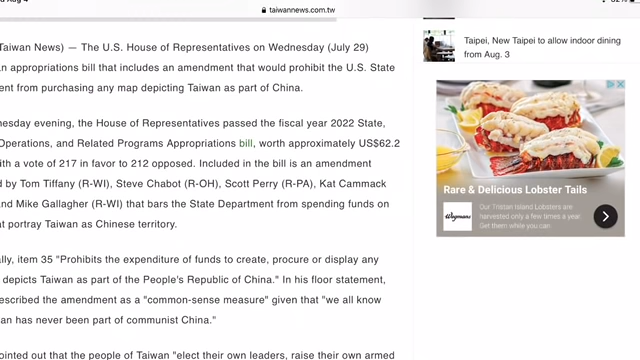 taiwannews.com.tw
Taiwan News) — The U.S. House of Representatives on Wednesday (July 29)
an appropriations bill that includes an amendment that would prohibit the U.S. State
ent from purchasing any map depicting Taiwan as part of China.
nesday evening, the House of Representatives passed the fiscal year 2022 State,
Operations, and Related Programs Appropriations bill, worth approximately US$62.2
ith a vote of 217 in favor to 212 opposed. Included in the bill is an amendment
d by Tom Tiffany (R-WI), Steve Chabot (R-OH), Scott Perry (R-PA), Kat Cammack
and Mike Gallagher (R-WI) that bars the State Department from spending funds on
at portray Taiwan as Chinese territory.
ally, item 35 "Prohibits the expenditure of funds to create, procure or display any
depicts Taiwan as part of the People's Republic of China." In his floor statement,
escribed the amendment as a "common-sense measure" given that "we all know
an has never been part of communist China."
ointed out that the people of Taiwan "elect their own leaders, raise their own armed
Taipei, New Taipei to allow indoor dining
from Aug. 3
Rare & Delicious Lobster Tails
Wegmans
Our Tristan Island Lobsters are
harvested only a few times a year.
Get them while you can.